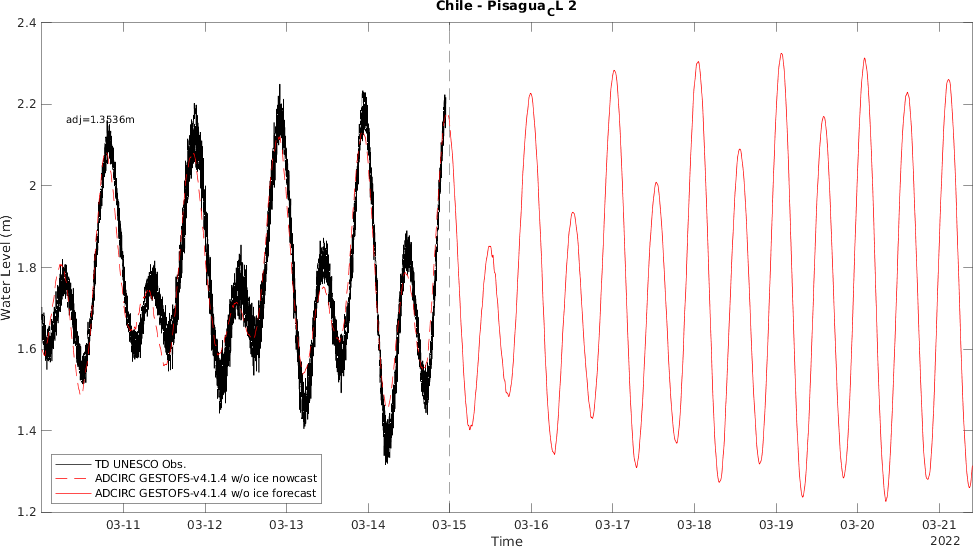 Chile - Pisagua_CL 2
2.4
2.2
2
1.8
1.6
1.4
1.2
Water Level (m)
adj=1.3536m
TD UNESCO Obs.
ADCIRC GESTOFS-v4.1.4 w/o ice nowcast
ADCIRC GESTOFS-v4.1.4 w/o ice forecast
03-11 03-12 03-13 03-14 03-15 03-16 03-17 03-18 03-19 03-20 03-21
Time
2022